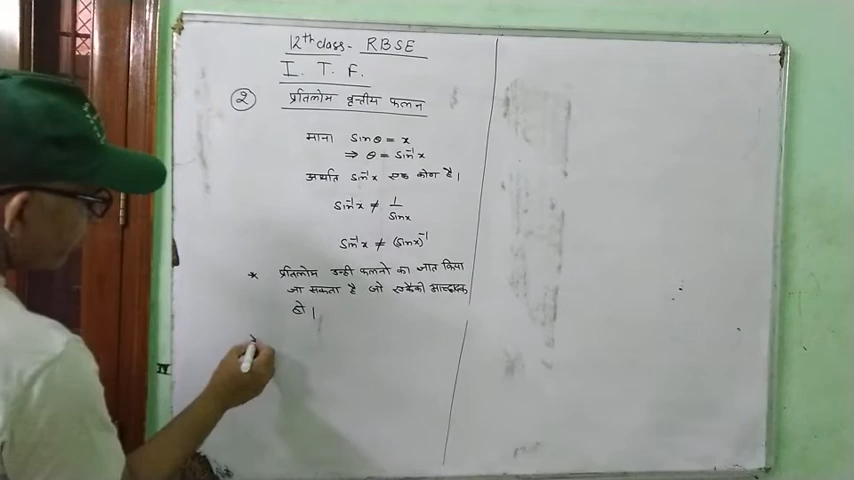 12th class - RBSE
I. T. F.
② प्रतिलोम वृत्तीय फलन
माना sinθ = x
⇒ θ = sin⁻¹x
अर्थात sin⁻¹x एक कोण है।
sin⁻¹x ≠ 1/sinx
sin⁻¹x ≠ (sinx)⁻¹
* प्रतिलोम उन्ही फलनो का ज्ञात किया
जा सकता है जो एकैकी आच्छादक
हो।